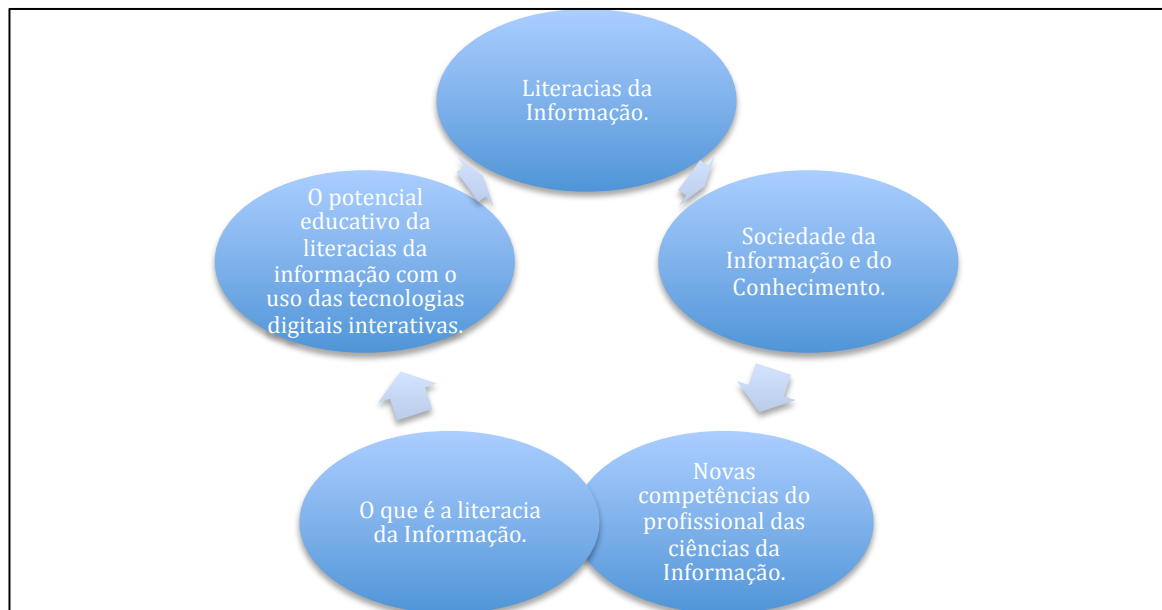 Literacias da
Informação.
O potencial
educativo da
literacias da
informação com o
uso das tecnologias
digitais interativas.
Sociedade da
Informação e do
Conhecimento.
O que é a literacia
da Informação.
Novas
competências do
profissional das
ciências da
Informação.